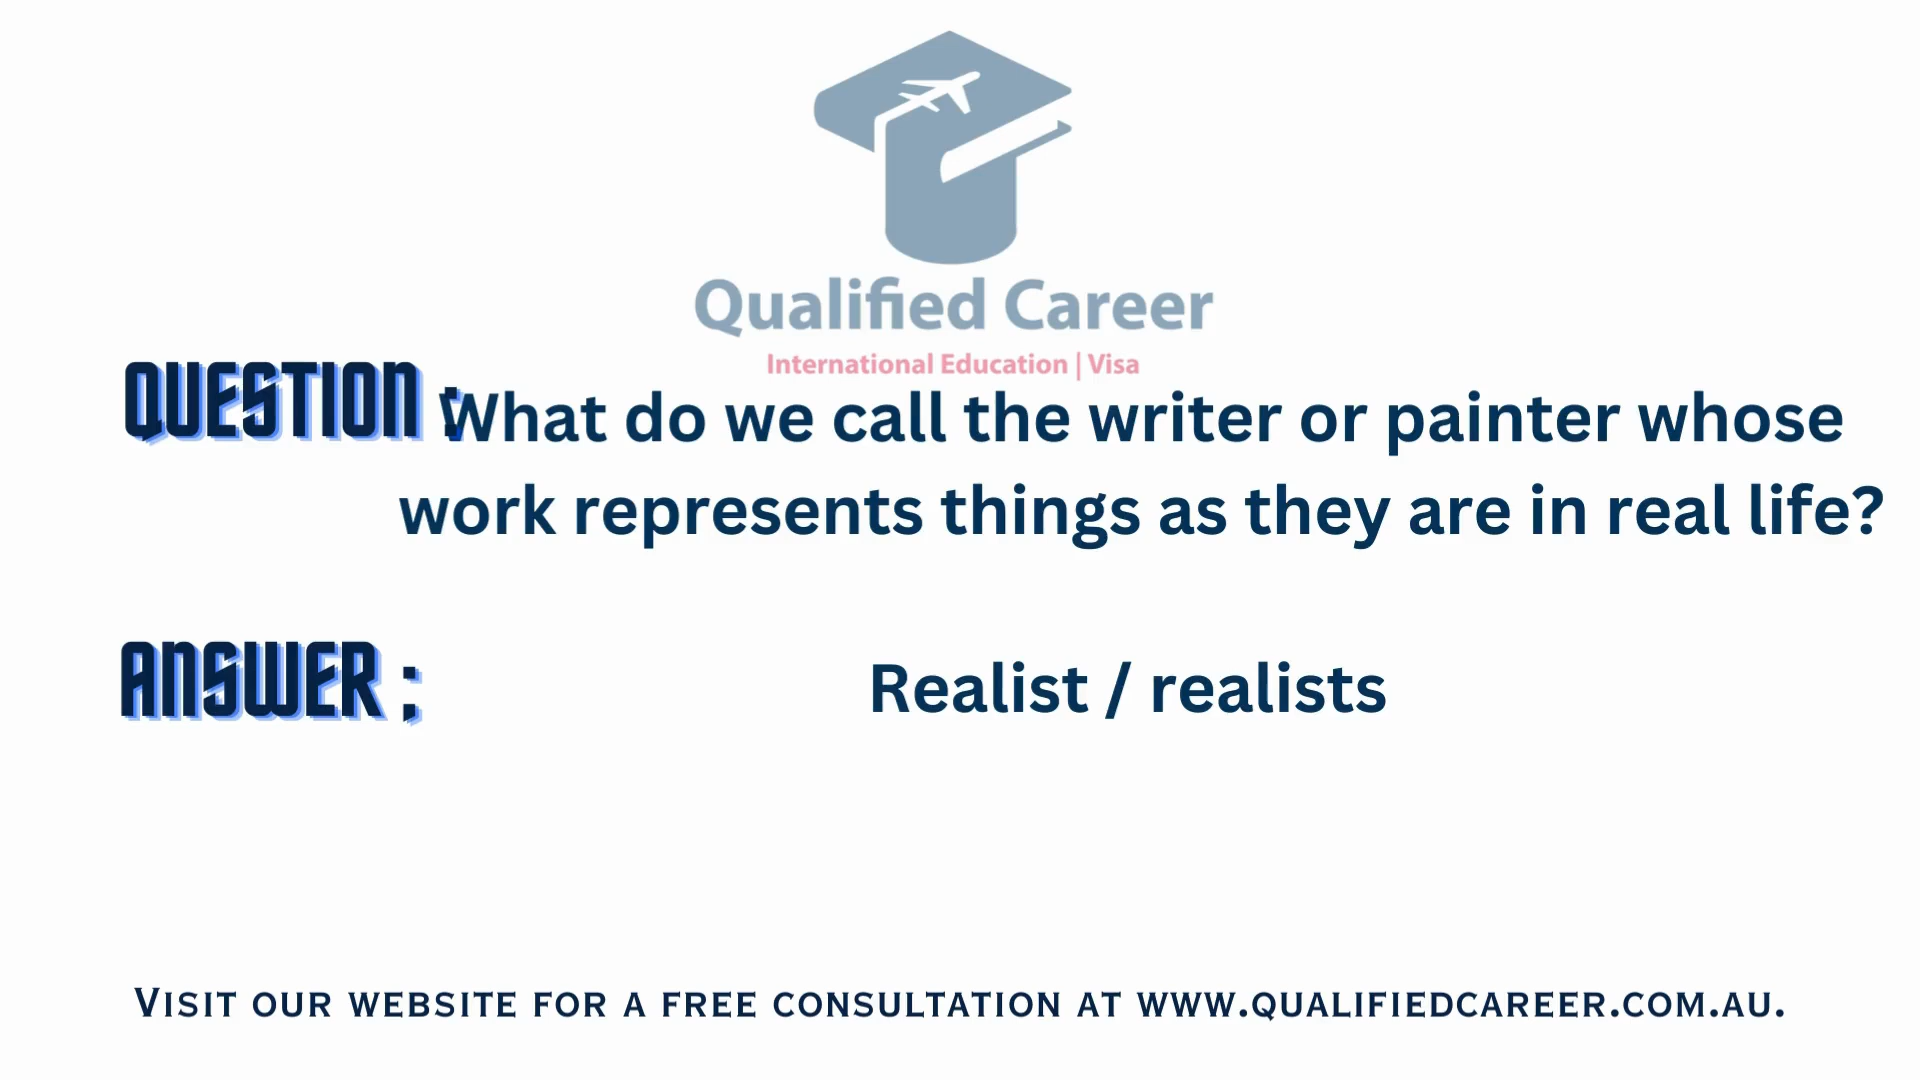 Qualified Career
International Education | Visa
QUESTION :
What do we call the writer or painter whose
work represents things as they are in real life?
ANSWER :
Realist / realists
Visit our website for a free consultation at www.qualifiedcareer.com.au.